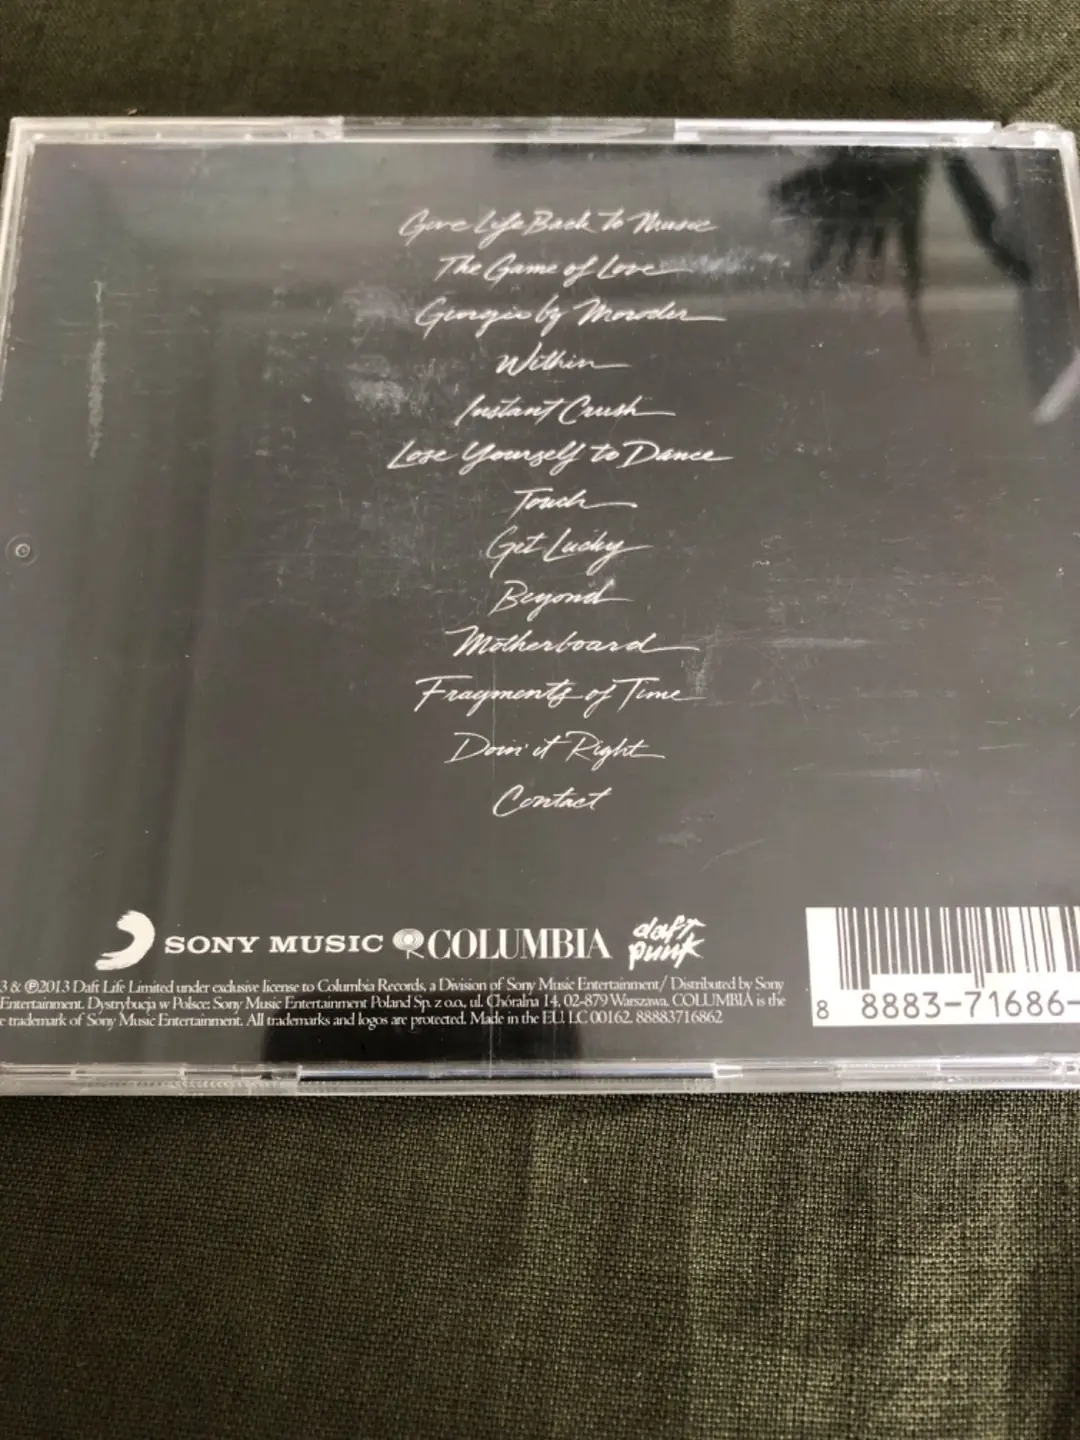 Give Life Back to Music
The Game of Love
Giorgio by Moroder
Within
Instant Crush
Lose Yourself to Dance
Touch
Get Lucky
Beyond
Motherboard
Fragments of Time
Doin' it Right
Contact
SONY MUSIC COLUMBIA daft punk
3 & ℗2013 Daft Life Limited under exclusive license to Columbia Records, a Division of Sony Music Entertainment/ Distributed by Sony
Entertainment. Dystrybucja w Polsce: Sony Music Entertainment Poland Sp. z o.o., ul. Chóralna 14, 02-879 Warszawa. COLUMBIA is the
e trademark of Sony Music Entertainment. All trademarks and logos are protected. Made in the EU. LC 00162. 88883716862
8 8883-71686-